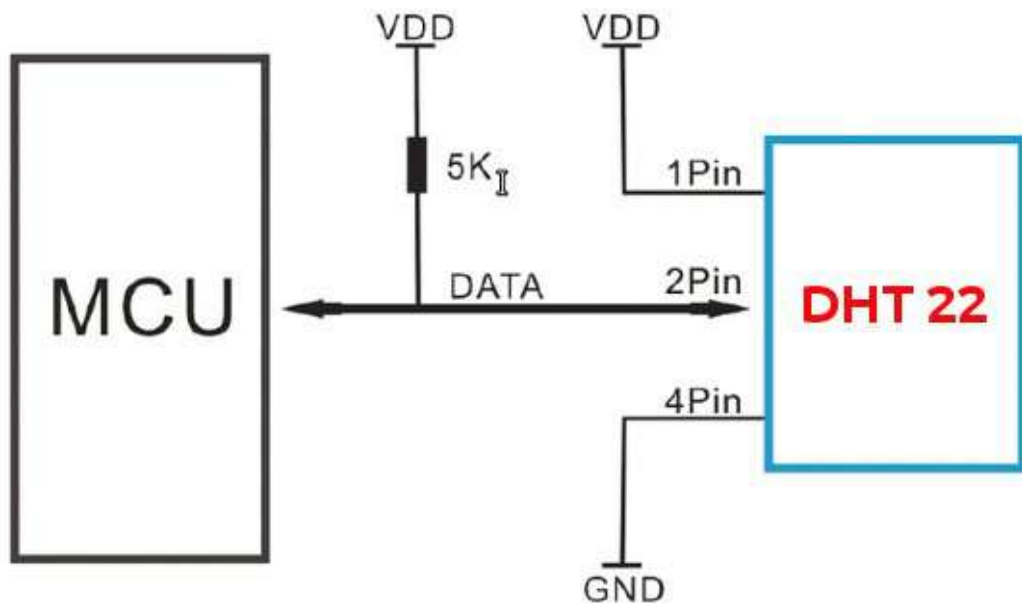 VDD
VDD
5K
1Pin
MCU
DATA
2Pin
DHT 22
4Pin
GND